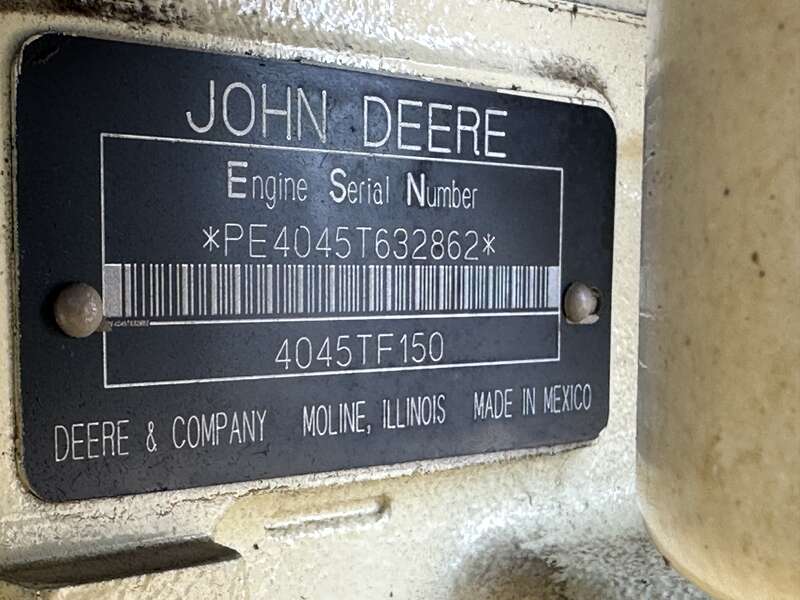 JOHN DEERE
Engine Serial Number
*PE4045T632862*
4045TF150
DEERE & COMPANY MOLINE, ILLINOIS MADE IN MEXICO